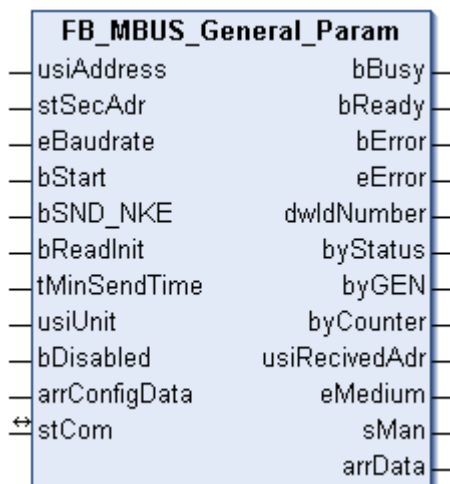 FB_MBUS_General_Param
usiAddress bBusy
stSecAdr bReady
eBaudrate bError
bStart eError
bSND_NKE dwIdNumber
bReadInit byStatus
tMinSendTime byGEN
usiUnit byCounter
bDisabled usiRecivedAdr
arrConfigData eMedium
stCom sMan
arrData